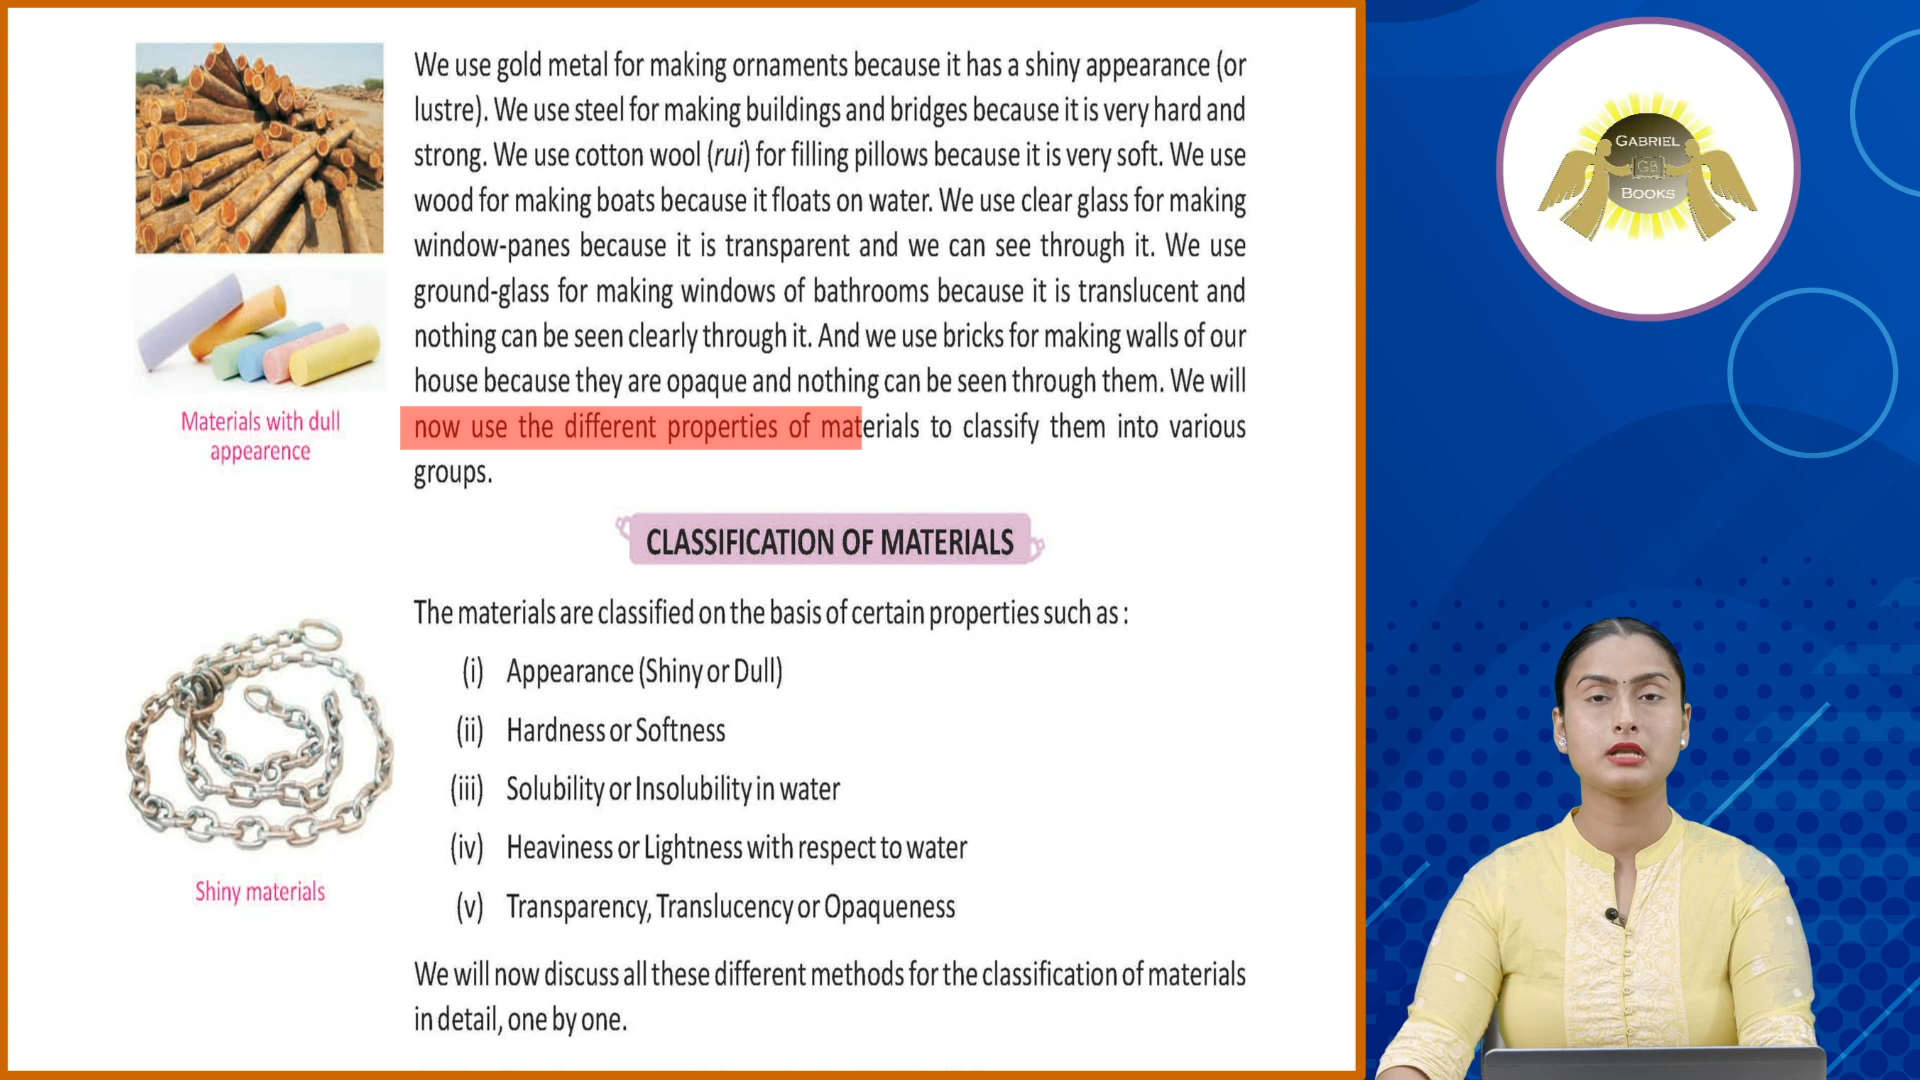 We use gold metal for making ornaments because it has a shiny appearance (or
lustre). We use steel for making buildings and bridges because it is very hard and
strong. We use cotton wool (rui) for filling pillows because it is very soft. We use
wood for making boats because it floats on water. We use clear glass for making
window-panes because it is transparent and we can see through it. We use
ground-glass for making windows of bathrooms because it is translucent and
nothing can be seen clearly through it. And we use bricks for making walls of our
house because they are opaque and nothing can be seen through them. We will
now use the different properties of materials to classify them into various
groups.
Materials with dull
appearence
CLASSIFICATION OF MATERIALS
The materials are classified on the basis of certain properties such as :
(i) Appearance (Shiny or Dull)
(ii) Hardness or Softness
(iii) Solubility or Insolubility in water
(iv) Heaviness or Lightness with respect to water
(v) Transparency, Translucency or Opaqueness
Shiny materials
We will now discuss all these different methods for the classification of materials
in detail, one by one.
GABRIEL
GB
BOOKS